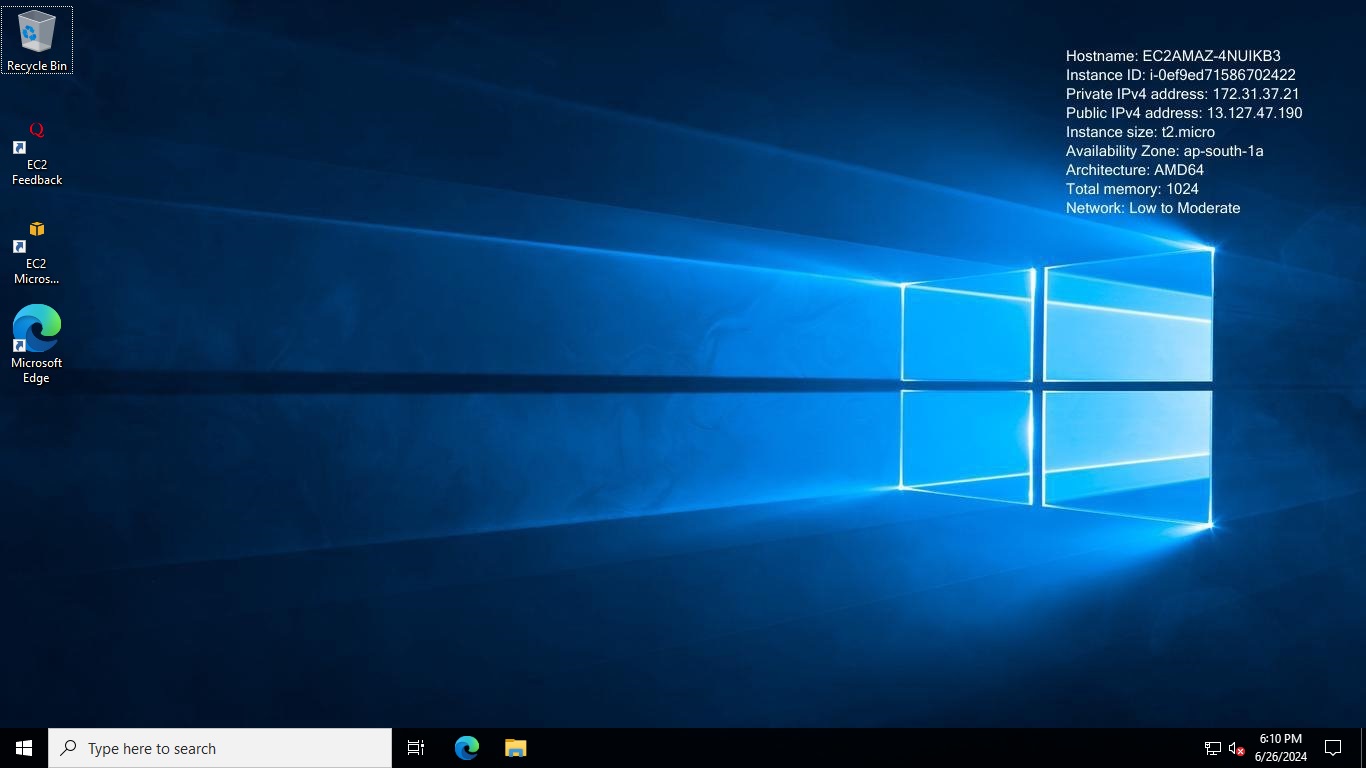 Recycle Bin
EC2
Feedback
EC2
Micros...
Microsoft
Edge
Hostname: EC2AMAZ-4NUIKB3
Instance ID: i-0ef9ed71586702422
Private IPv4 address: 172.31.37.21
Public IPv4 address: 13.127.47.190
Instance size: t2.micro
Availability Zone: ap-south-1a
Architecture: AMD64
Total memory: 1024
Network: Low to Moderate
Type here to search
6:10 PM
6/26/2024